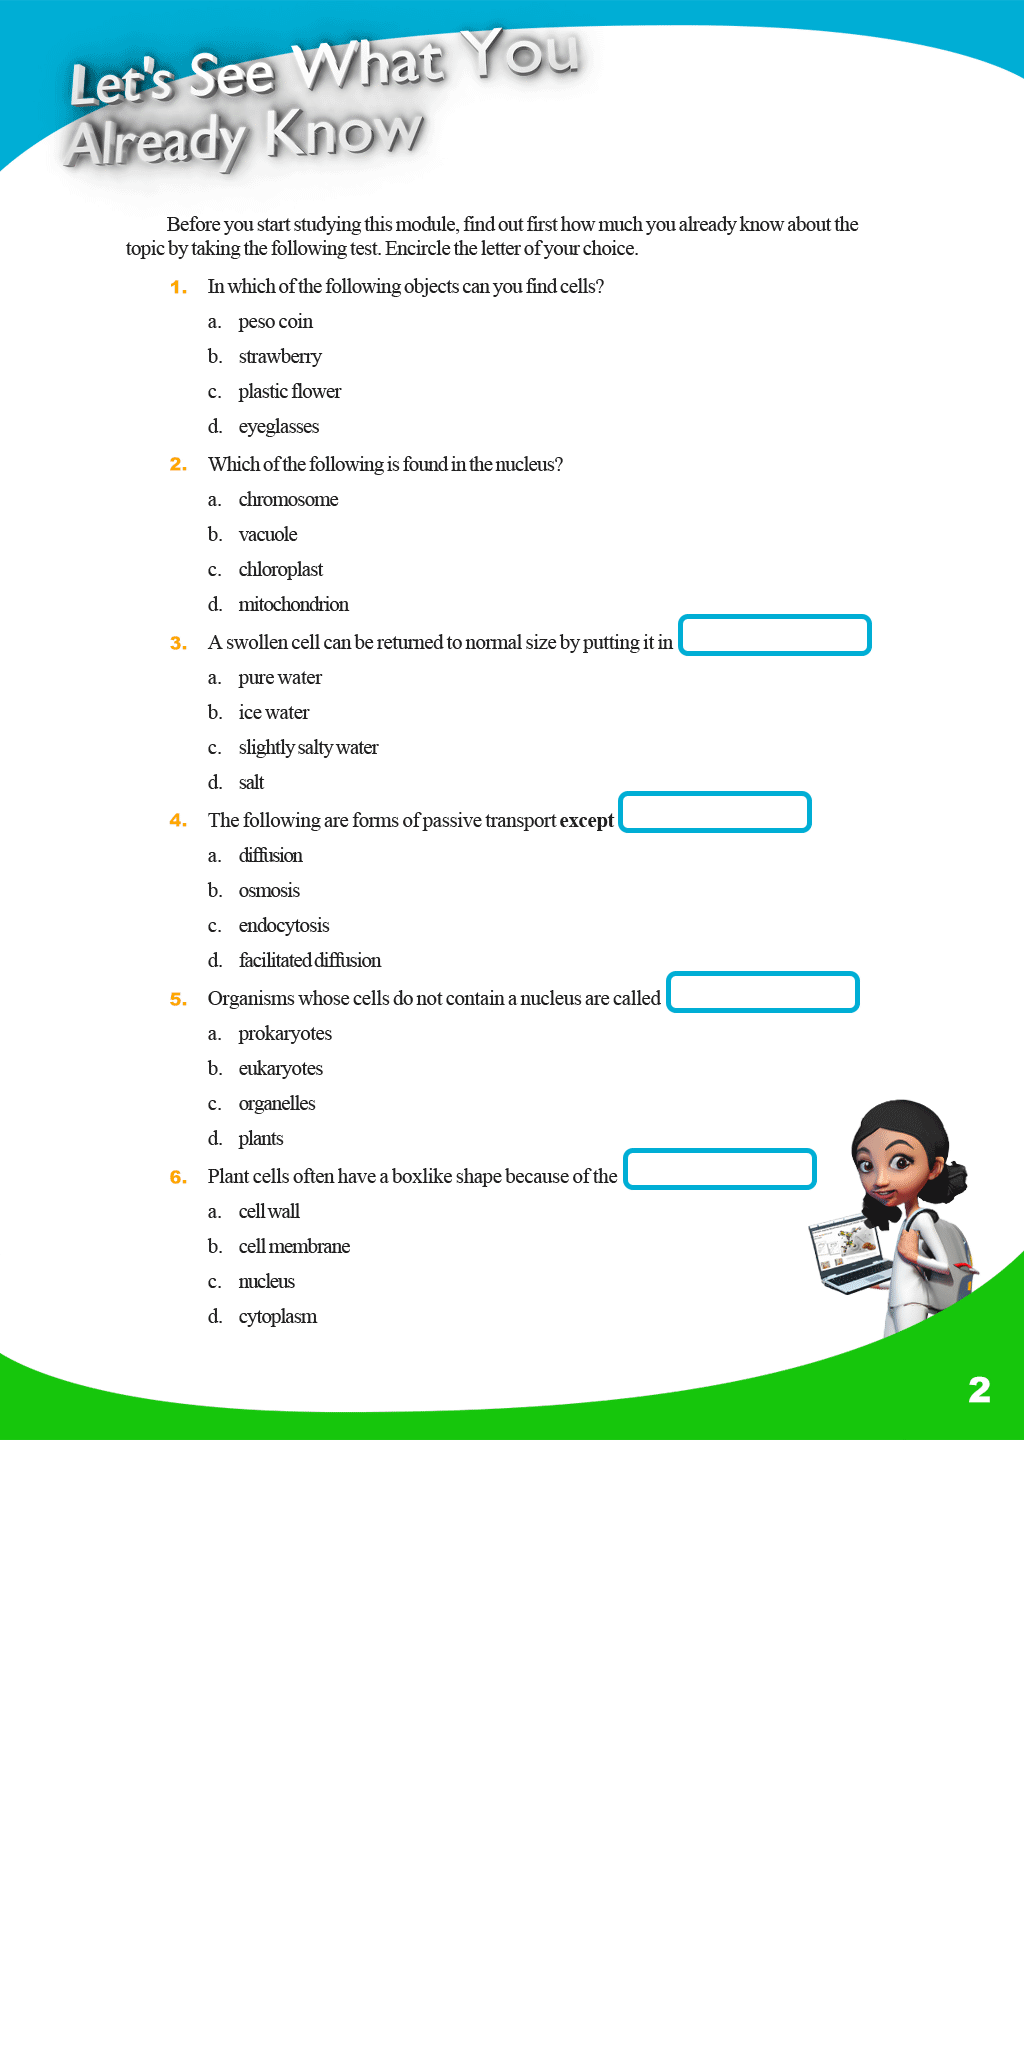 Let's See What You
Already Know
Before you start studying this module, find out first how much you already know about the
topic by taking the following test. Encircle the letter of your choice.
1. In which of the following objects can you find cells?
a. peso coin
b. strawberry
c. plastic flower
d. eyeglasses
2. Which of the following is found in the nucleus?
a. chromosome
b. vacuole
c. chloroplast
d. mitochondrion
3. A swollen cell can be returned to normal size by putting it in
a. pure water
b. ice water
c. slightly salty water
d. salt
4. The following are forms of passive transport except
a. diffusion
b. osmosis
c. endocytosis
d. facilitated diffusion
5. Organisms whose cells do not contain a nucleus are called
a. prokaryotes
b. eukaryotes
c. organelles
d. plants
6. Plant cells often have a boxlike shape because of the
a. cell wall
b. cell membrane
c. nucleus
d. cytoplasm
2